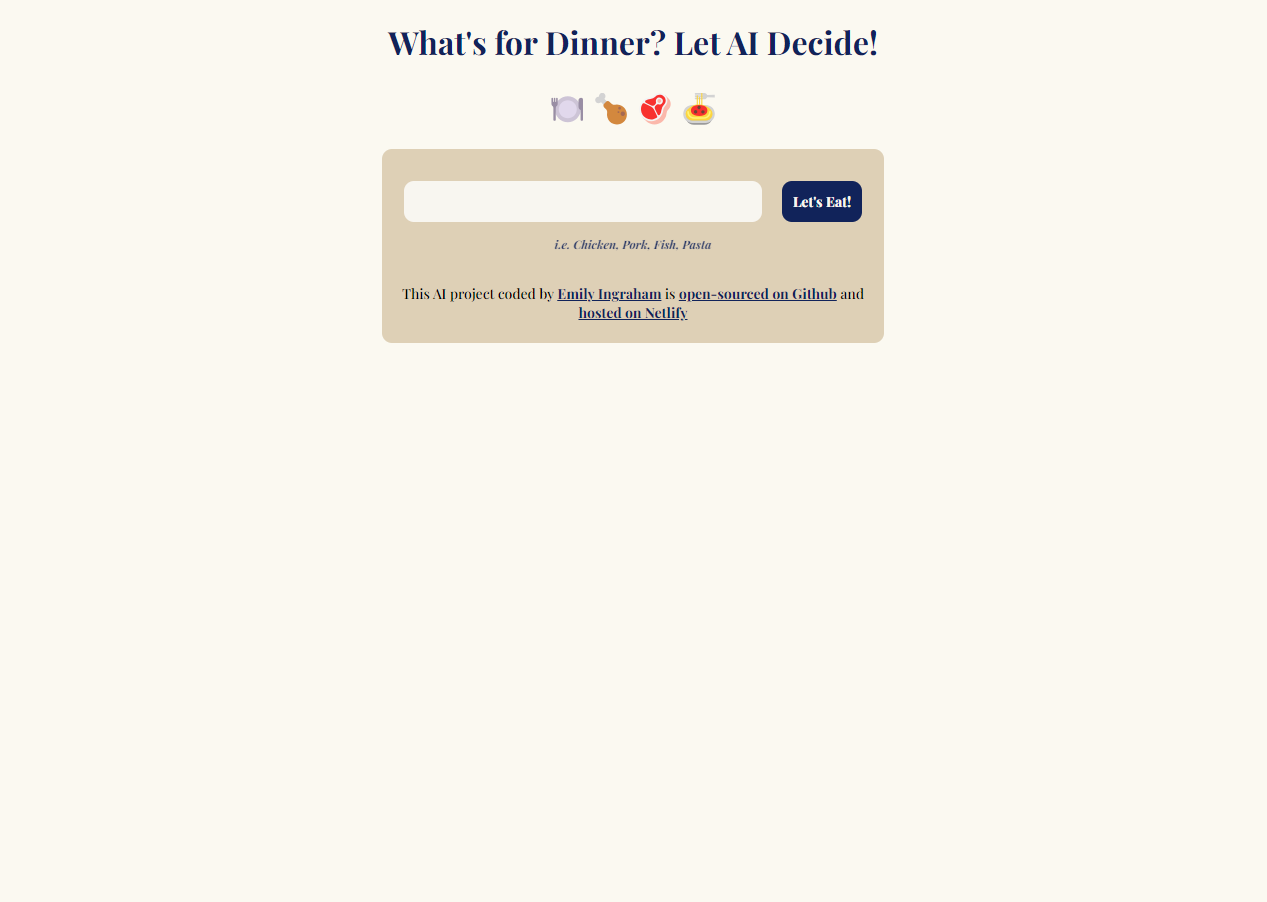 What's for Dinner? Let AI Decide!
Let's Eat!
i.e. Chicken, Pork, Fish, Pasta
This AI project coded by Emily Ingraham is open-sourced on Github and
hosted on Netlify